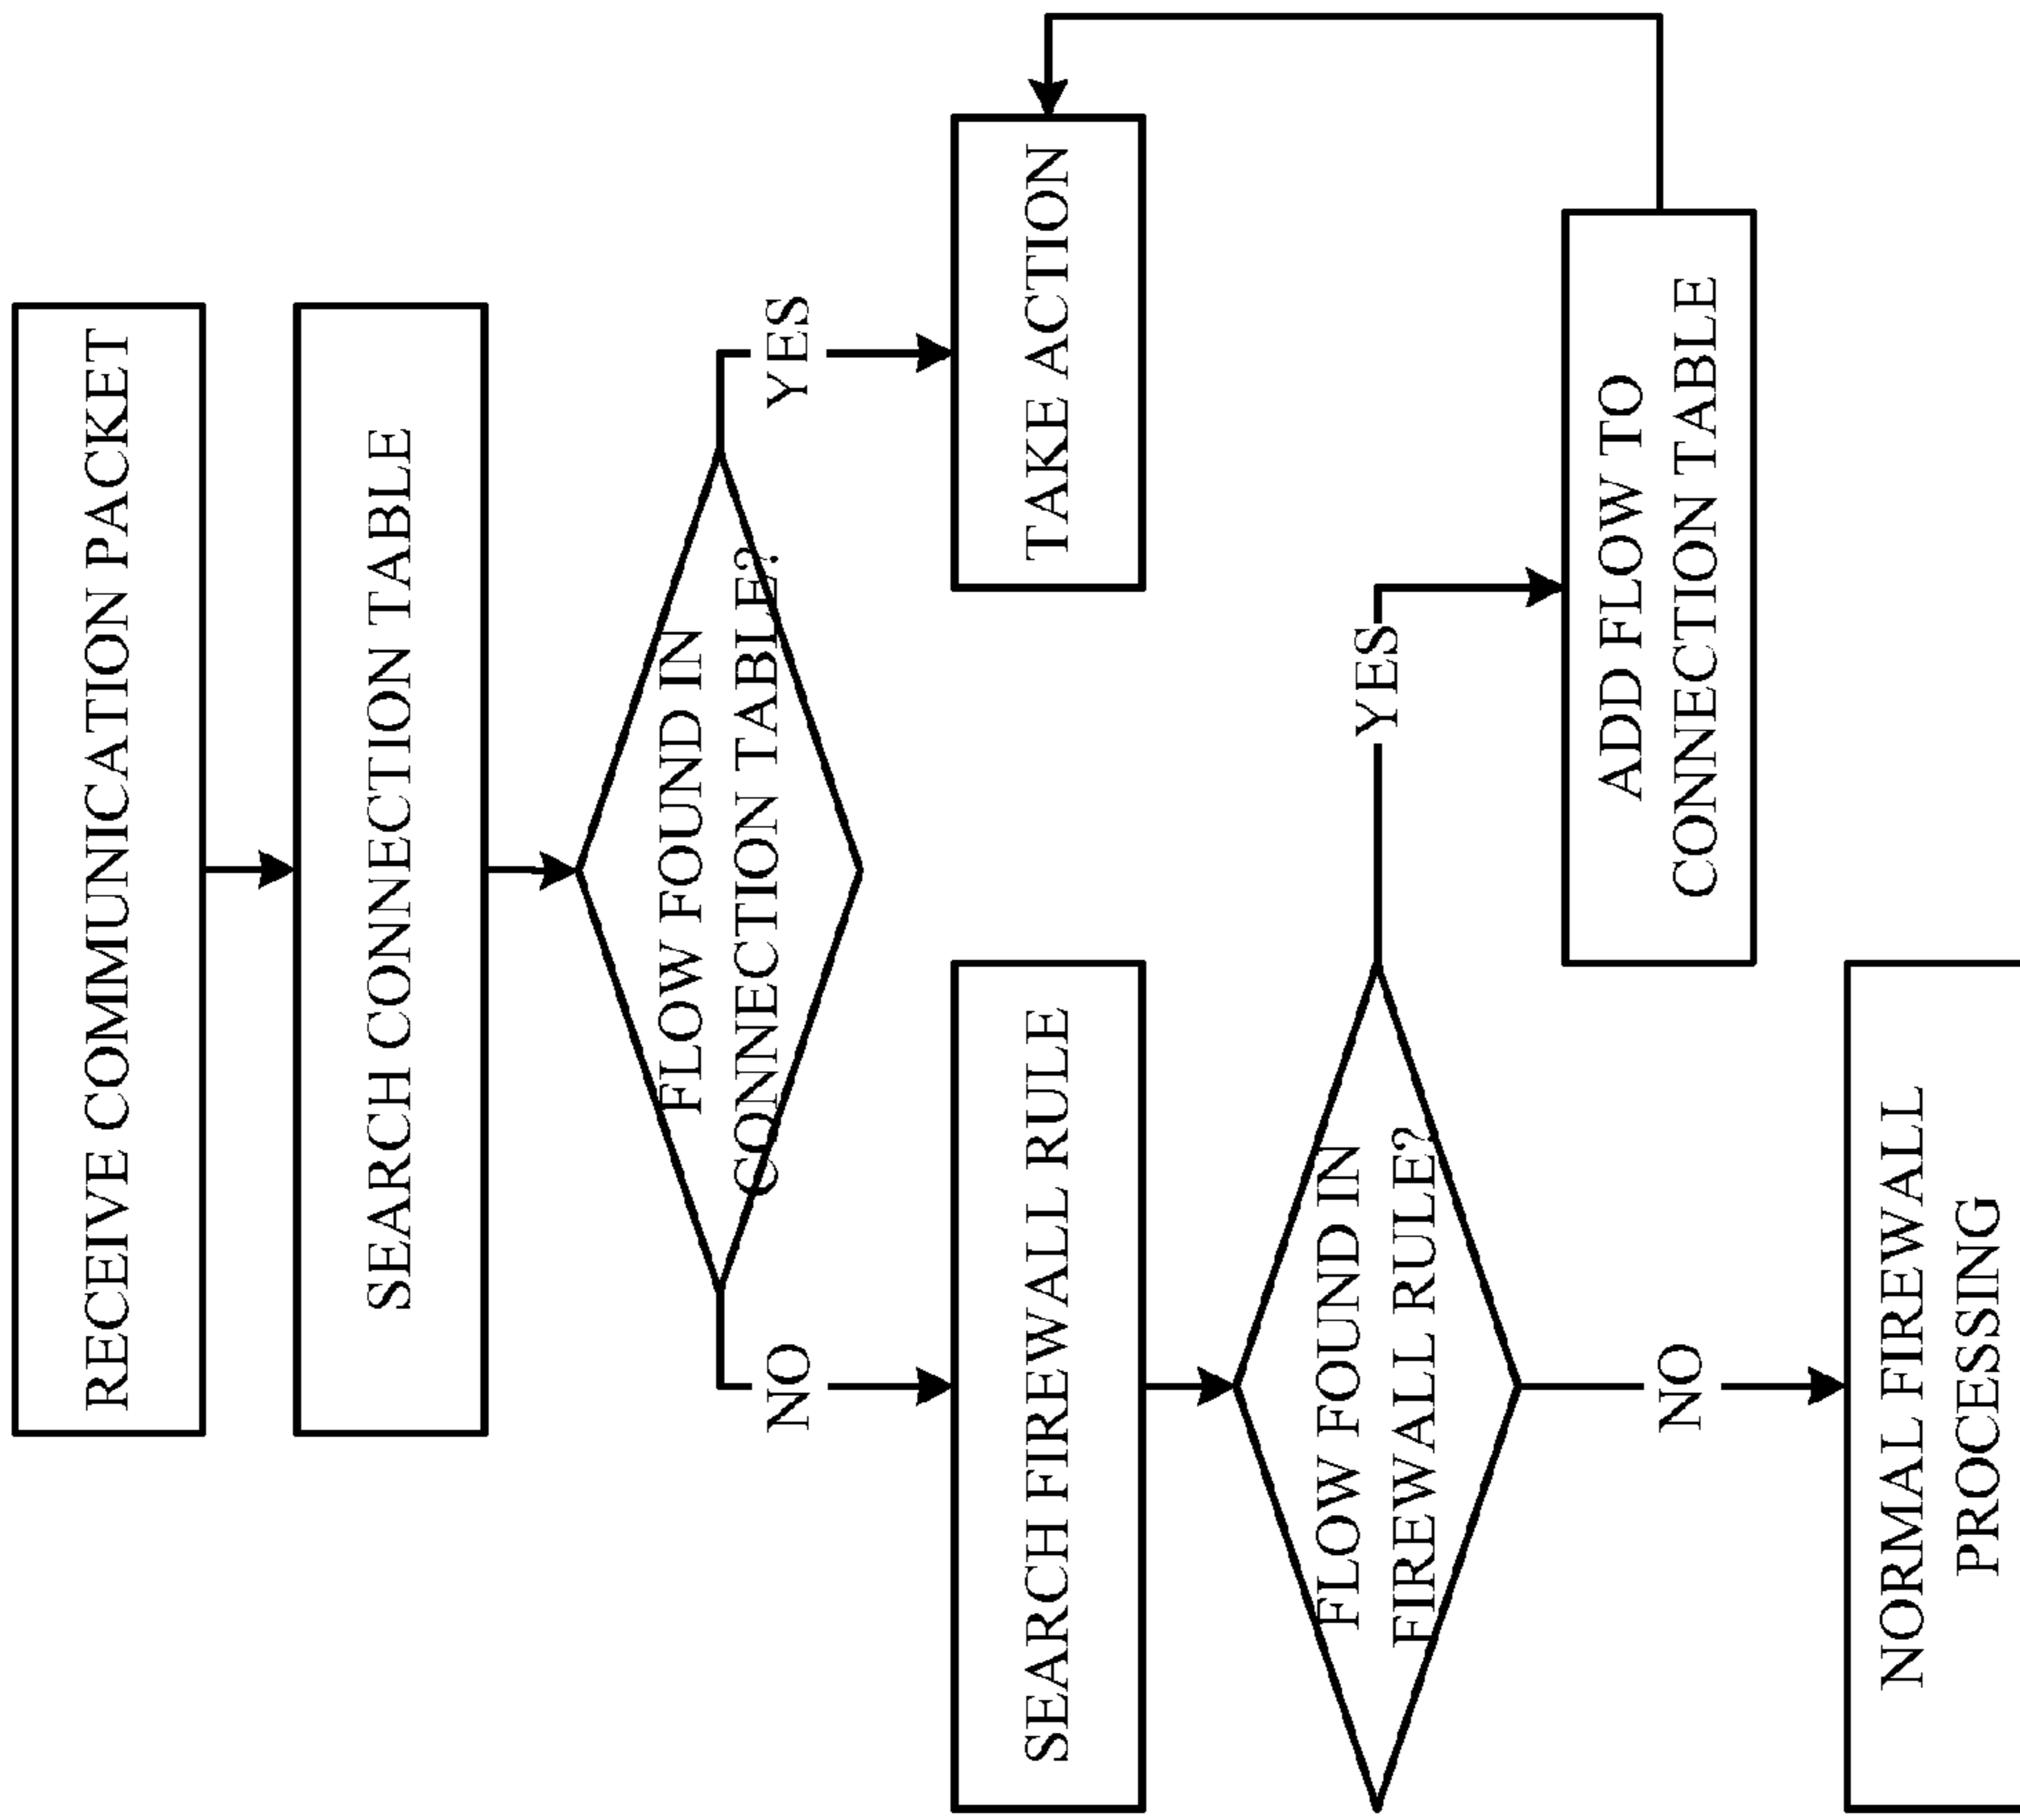 RECEIVE COMMUNICATION PACKET
SEARCH CONNECTION TABLE
FLOW FOUND IN
CONNECTION TABLE?
NO
YES
SEARCH FIREWALL RULE
TAKE ACTION
FLOW FOUND IN
FIREWALL RULE?
YES
NO
ADD FLOW TO
CONNECTION TABLE
NORMAL FIREWALL
PROCESSING